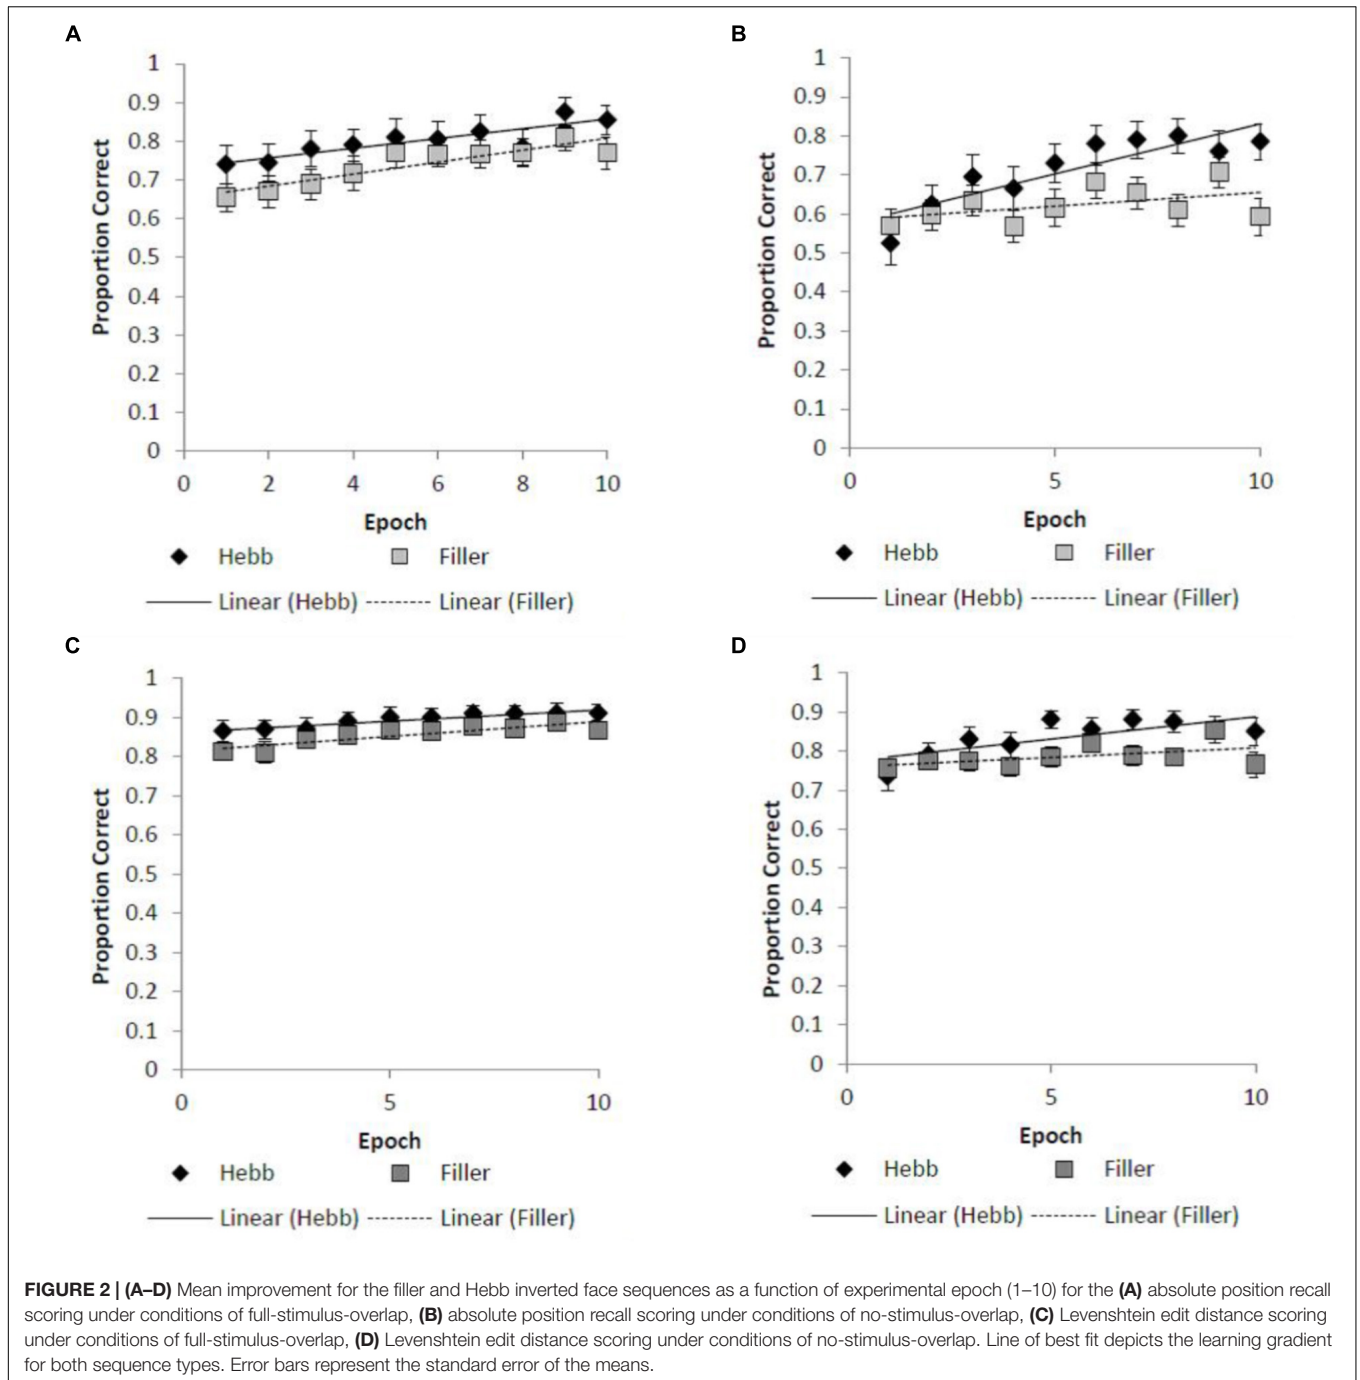 A
1
0.9
0.8
0.7
0.6
0.5
0.4
0.3
0.2
0.1
0
Proportion Correct
0 2 4 6 8 10
Epoch
Hebb Filler
Linear (Hebb) Linear (Filler)
B
1
0.9
0.8
0.7
0.6
0.5
0.4
0.3
0.2
0.1
0
Proportion Correct
0 5 10
Epoch
Hebb Filler
Linear (Hebb) Linear (Filler)
C
1
0.9
0.8
0.7
0.6
0.5
0.4
0.3
0.2
0.1
0
Proportion Correct
0 5 10
Epoch
Hebb Filler
Linear (Hebb) Linear (Filler)
D
1
0.9
0.8
0.7
0.6
0.5
0.4
0.3
0.2
0.1
0
Proportion Correct
0 5 10
Epoch
Hebb Filler
Linear (Hebb) Linear (Filler)
FIGURE 2 | (A–D) Mean improvement for the filler and Hebb inverted face sequences as a function of experimental epoch (1–10) for the (A) absolute position recall
scoring under conditions of full-stimulus-overlap, (B) absolute position recall scoring under conditions of no-stimulus-overlap, (C) Levenshtein edit distance scoring
under conditions of full-stimulus-overlap, (D) Levenshtein edit distance scoring under conditions of no-stimulus-overlap. Line of best fit depicts the learning gradient
for both sequence types. Error bars represent the standard error of the means.